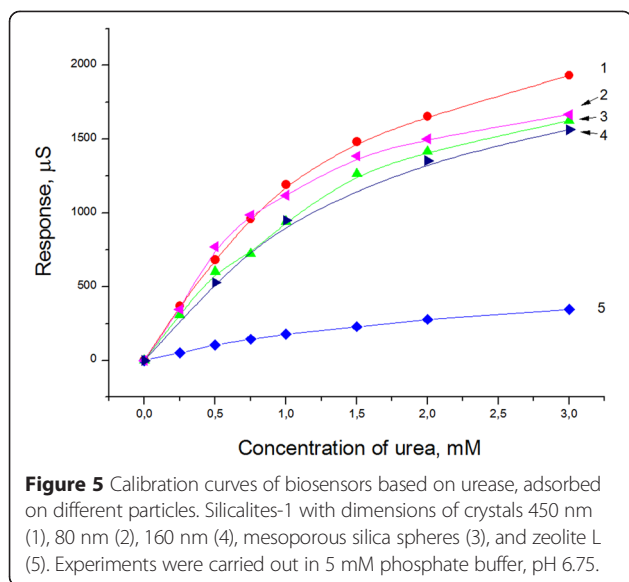 2000
1500
1000
500
0
Response, µS
1
2
3
4
5
0,0 0,5 1,0 1,5 2,0 2,5 3,0
Concentration of urea, mM
Figure 5 Calibration curves of biosensors based on urease, adsorbed
on different particles. Silicalites-1 with dimensions of crystals 450 nm
(1), 80 nm (2), 160 nm (4), mesoporous silica spheres (3), and zeolite L
(5). Experiments were carried out in 5 mM phosphate buffer, pH 6.75.